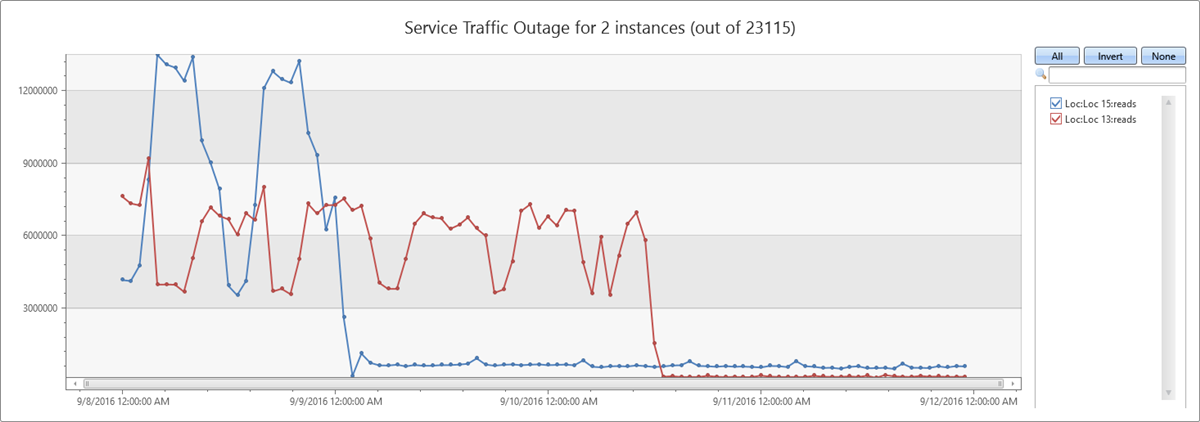 Service Traffic Outage for 2 instances (out of 23115)
All Invert None
12000000
9000000
6000000
3000000
Loc:Loc 15:reads
Loc:Loc 13:reads
9/8/2016 12:00:00 AM 9/9/2016 12:00:00 AM 9/10/2016 12:00:00 AM 9/11/2016 12:00:00 AM 9/12/2016 12:00:00 AM